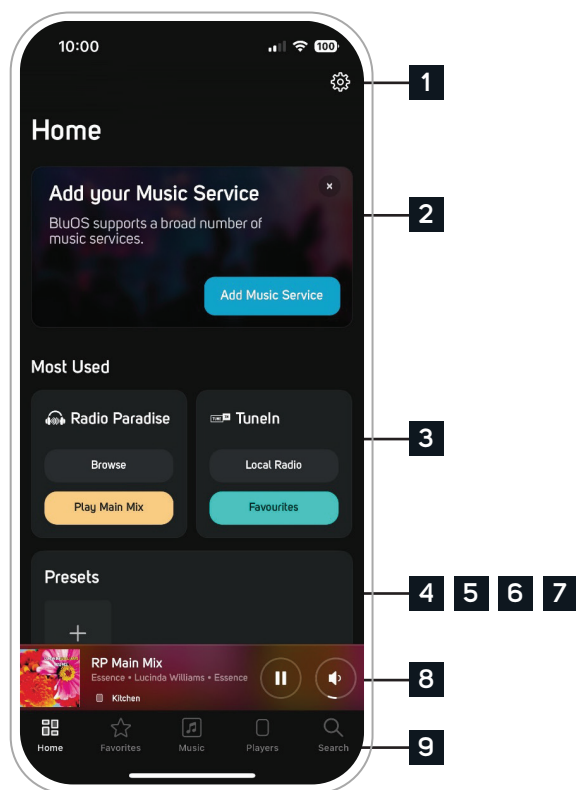 10:00
100
1
Home
Add your Music Service
BluOS supports a broad number of
music services.
2
Add Music Service
Most Used
Radio Paradise
TuneIn
3
Browse
Local Radio
Play Main Mix
Favourites
Presets
4 5 6 7
+
RP Main Mix
Essence • Lucinda Williams • Essence
8
Kitchen
Home
Favorites
Music
Players
Search
9